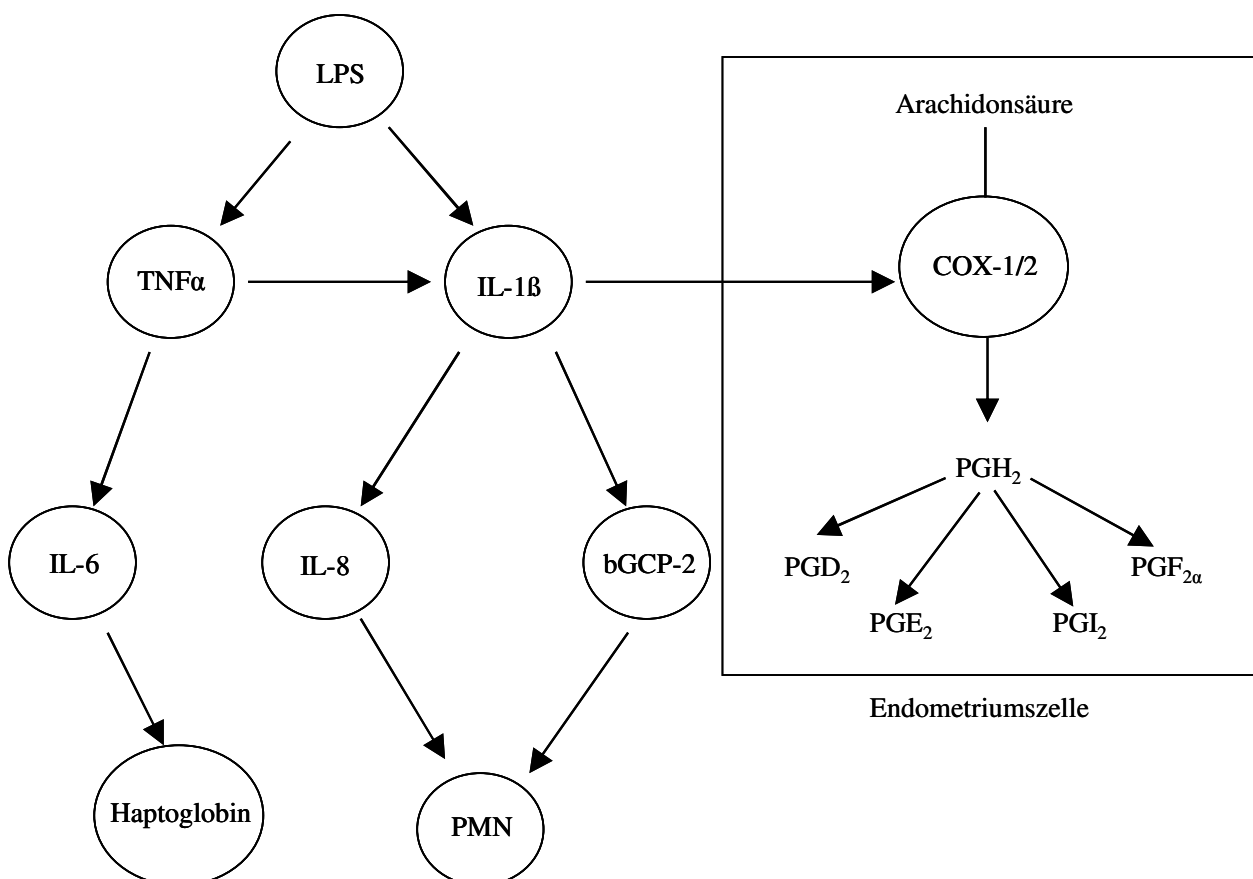 LPS
Arachidonsäure
TNFα
IL-1ß
COX-1/2
PGH₂
IL-6
IL-8
bGCP-2
PGD₂
PGF₂α
PGE₂
PGI₂
Endometriumszelle
Haptoglobin
PMN